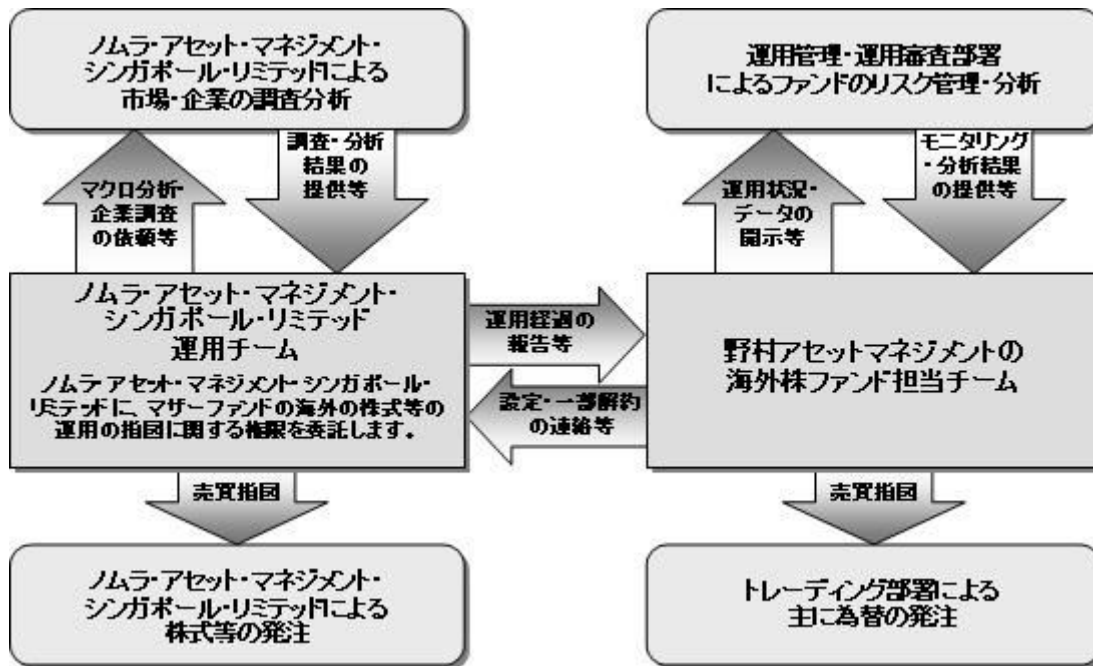 ノムラ・アセット・マネジメント・
シンガポール・リミテッドによる
市場・企業の調査分析
運用管理・運用審査部署
によるファンドのリスク管理・分析
マクロ分析・
企業調査
の依頼等
調査・分析
結果の
提供等
運用状況・
データの
開示等
モニタリング
・分析結果
の提供等
ノムラ・アセット・マネジメント・
シンガポール・リミテッド
運用チーム
ノムラ・アセット・マネジメント・シンガポール・
リミテッドに、マザーファンドの海外の株式等の
運用の指図に関する権限を委託します。
運用経過の
報告等
設定・一部解約
の連絡等
野村アセットマネジメントの
海外株ファンド担当チーム
売買指図
売買指図
ノムラ・アセット・マネジメント・
シンガポール・リミテッドによる
株式等の発注
トレーディング部署による
主に為替の発注